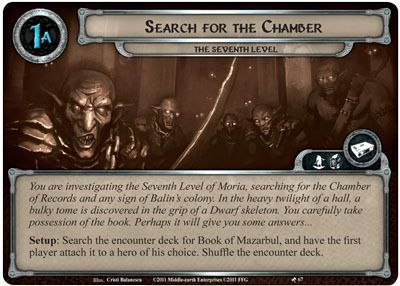 1A
Search for the Chamber
The Seventh Level
You are investigating the Seventh Level of Moria, searching for the Chamber
of Records and any sign of Balin's colony. In the heavy twilight of a hall, a
bulky tome is discovered in the grip of a Dwarf skeleton. You carefully take
possession of the book. Perhaps it will give you some answers...
Setup: Search the encounter deck for Book of Mazarbul, and have the first
player attach it to a hero of his choice. Shuffle the encounter deck.
Illus. Cristi Balanescu ©2011 Middle-earth Enterprises ©2011 FFG 67